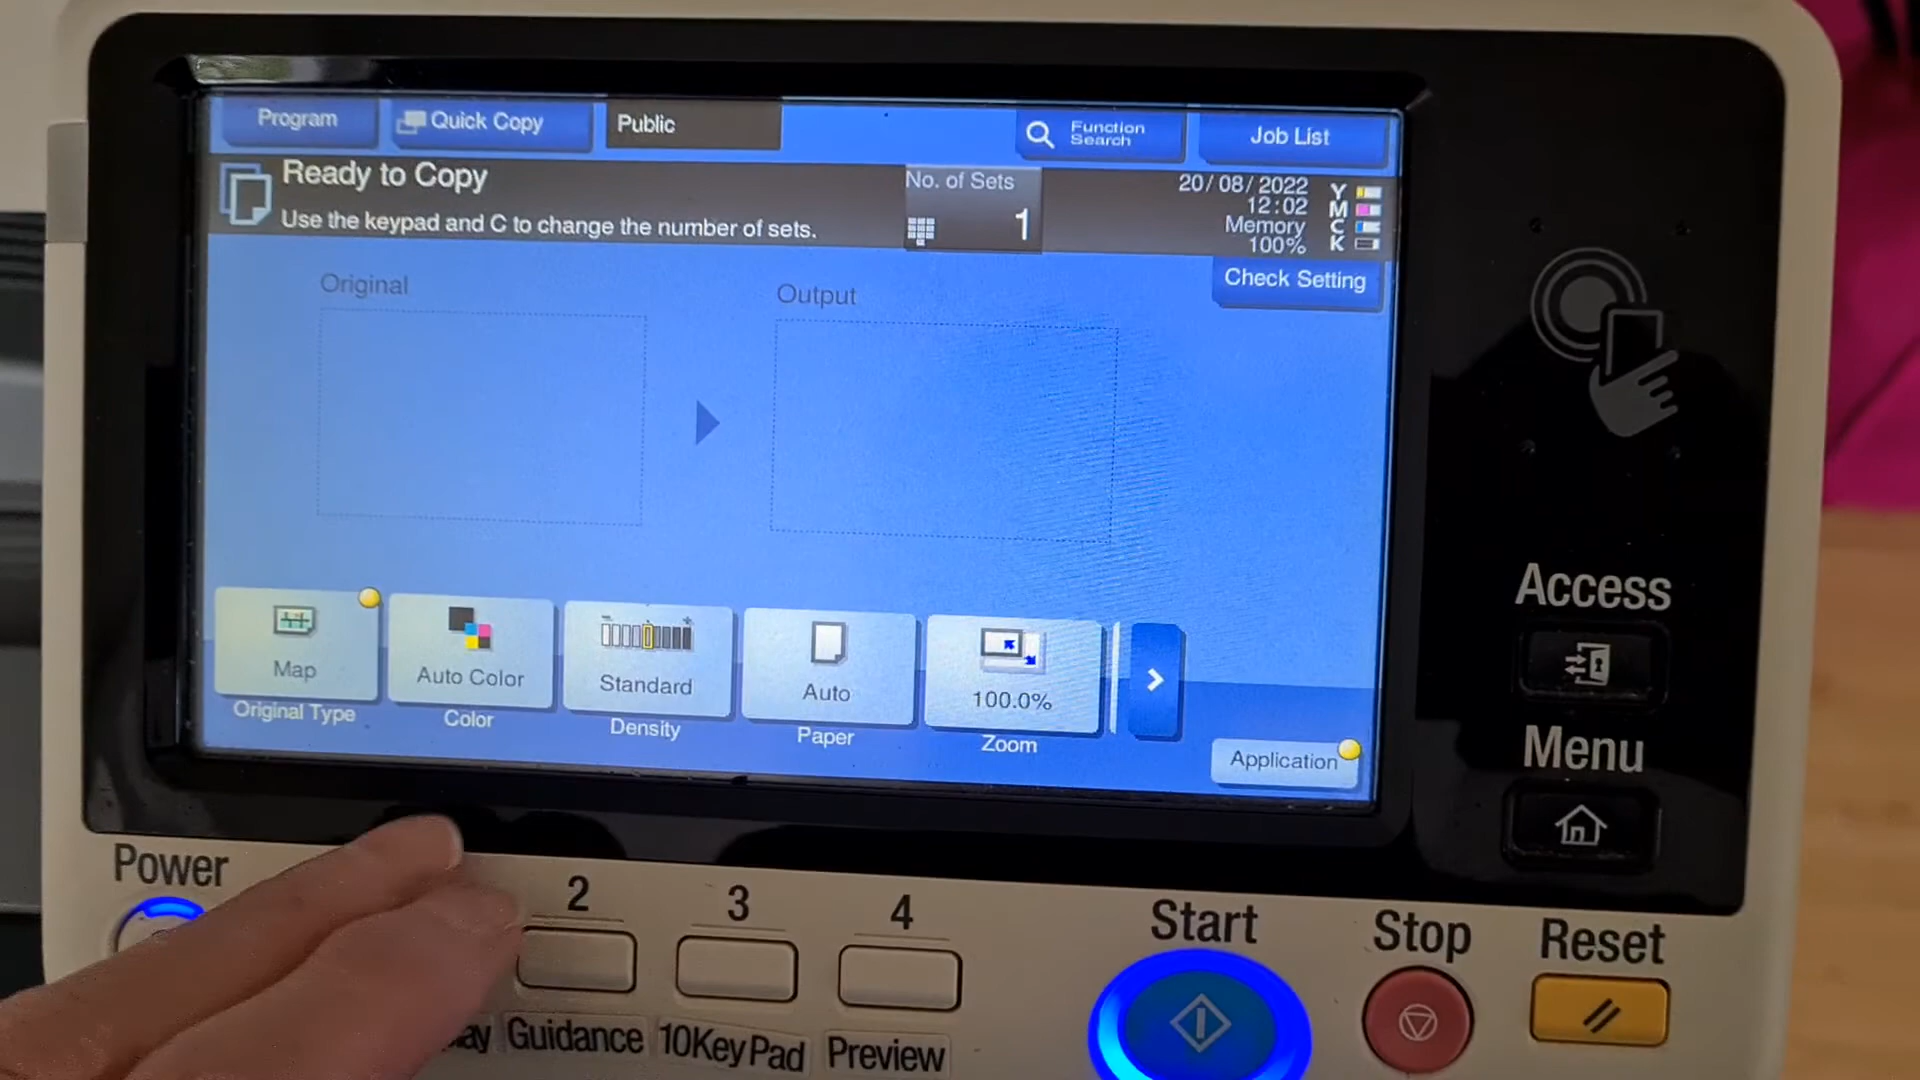 Program
Quick Copy
Public
Function
Search
Job List
Ready to Copy
Use the keypad and C to change the number of sets.
No. of Sets
1
20/08/2022
12:02
Memory
100%
Y
M
C
K
Check Setting
Original
Output
Map
Original Type
Auto Color
Color
Standard
Density
Auto
Paper
100.0%
Zoom
Application
Access
Menu
Power
2
3
4
Start
Stop
Reset
Guidance
10KeyPad
Preview